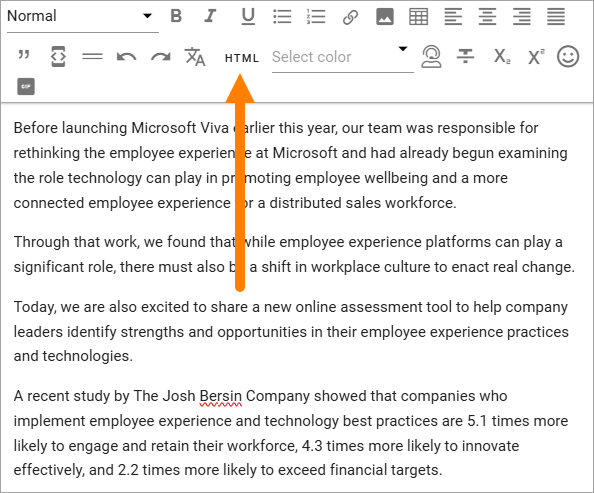 Normal
HTML Select color
GIF
Before launching Microsoft Viva earlier this year, our team was responsible for
rethinking the employee experience at Microsoft and had already begun examining
the role technology can play in promoting employee wellbeing and a more
connected employee experience for a distributed sales workforce.
Through that work, we found that while employee experience platforms can play a
significant role, there must also be a shift in workplace culture to enact real change.
Today, we are also excited to share a new online assessment tool to help company
leaders identify strengths and opportunities in their employee experience practices
and technologies.
A recent study by The Josh Bersin Company showed that companies who
implement employee experience and technology best practices are 5.1 times more
likely to engage and retain their workforce, 4.3 times more likely to innovate
effectively, and 2.2 times more likely to exceed financial targets.